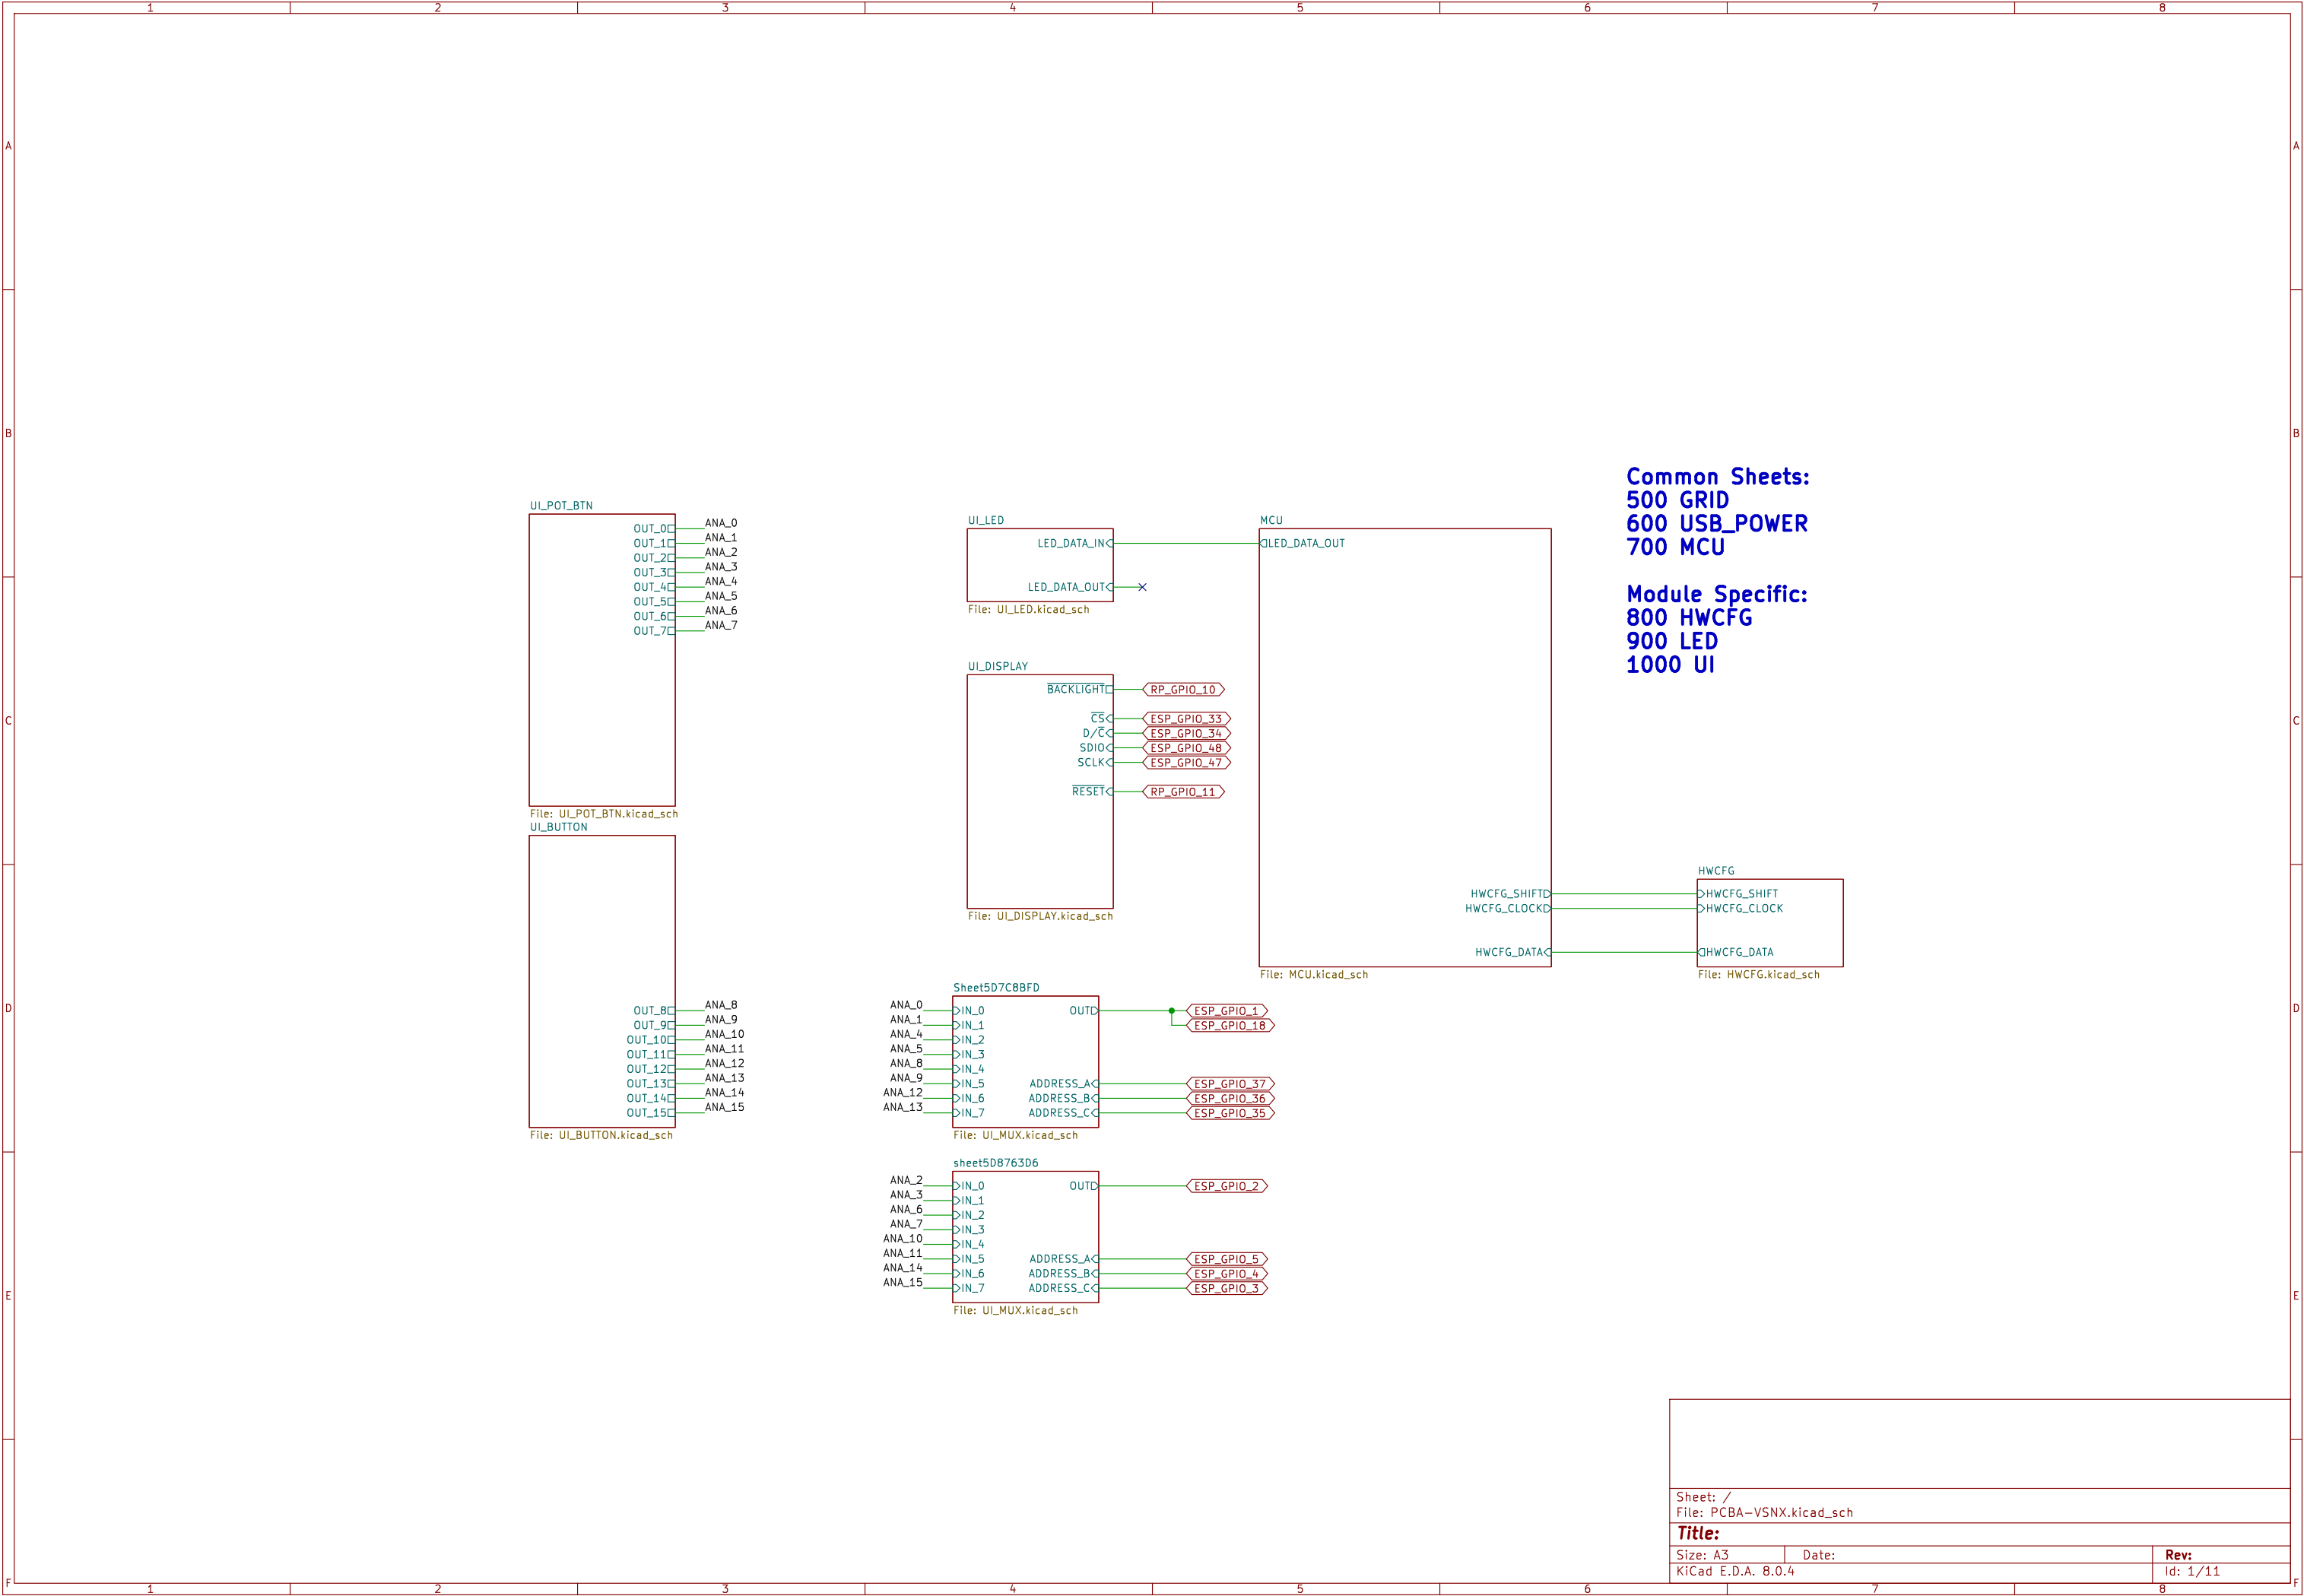 1 2 3 4 5 6 7 8
A A
B B
C C
D D
E E
F F
Common Sheets:
500 GRID
600 USB_POWER
700 MCU
Module Specific:
800 HWCFG
900 LED
1000 UI
UI_POT_BTN
OUT_0 ANA_0
OUT_1 ANA_1
OUT_2 ANA_2
OUT_3 ANA_3
OUT_4 ANA_4
OUT_5 ANA_5
OUT_6 ANA_6
OUT_7 ANA_7
File: UI_POT_BTN.kicad_sch
UI_BUTTON
OUT_8 ANA_8
OUT_9 ANA_9
OUT_10 ANA_10
OUT_11 ANA_11
OUT_12 ANA_12
OUT_13 ANA_13
OUT_14 ANA_14
OUT_15 ANA_15
File: UI_BUTTON.kicad_sch
UI_LED
LED_DATA_IN
LED_DATA_OUT
File: UI_LED.kicad_sch
UI_DISPLAY
BACKLIGHT RP_GPIO_10
CS ESP_GPIO_33
D/C ESP_GPIO_34
SDIO ESP_GPIO_48
SCLK ESP_GPIO_47
RESET RP_GPIO_11
File: UI_DISPLAY.kicad_sch
MCU
LED_DATA_OUT
HWCFG_SHIFT
HWCFG_CLOCK
HWCFG_DATA
File: MCU.kicad_sch
HWCFG
HWCFG_SHIFT
HWCFG_CLOCK
HWCFG_DATA
File: HWCFG.kicad_sch
Sheet5D7C8BFD
ANA_0 IN_0 OUT ESP_GPIO_1
ANA_1 IN_1 ESP_GPIO_18
ANA_4 IN_2
ANA_5 IN_3
ANA_8 IN_4
ANA_9 IN_5 ADDRESS_A ESP_GPIO_37
ANA_12 IN_6 ADDRESS_B ESP_GPIO_36
ANA_13 IN_7 ADDRESS_C ESP_GPIO_35
File: UI_MUX.kicad_sch
sheet5D8763D6
ANA_2 IN_0 OUT ESP_GPIO_2
ANA_3 IN_1
ANA_6 IN_2
ANA_7 IN_3
ANA_10 IN_4
ANA_11 IN_5 ADDRESS_A ESP_GPIO_5
ANA_14 IN_6 ADDRESS_B ESP_GPIO_4
ANA_15 IN_7 ADDRESS_C ESP_GPIO_3
File: UI_MUX.kicad_sch
Sheet: /
File: PCBA-VSNX.kicad_sch
Title:
Size: A3 Date: Rev:
KiCad E.D.A. 8.0.4 Id: 1/11
1 2 3 4 5 6 7 8